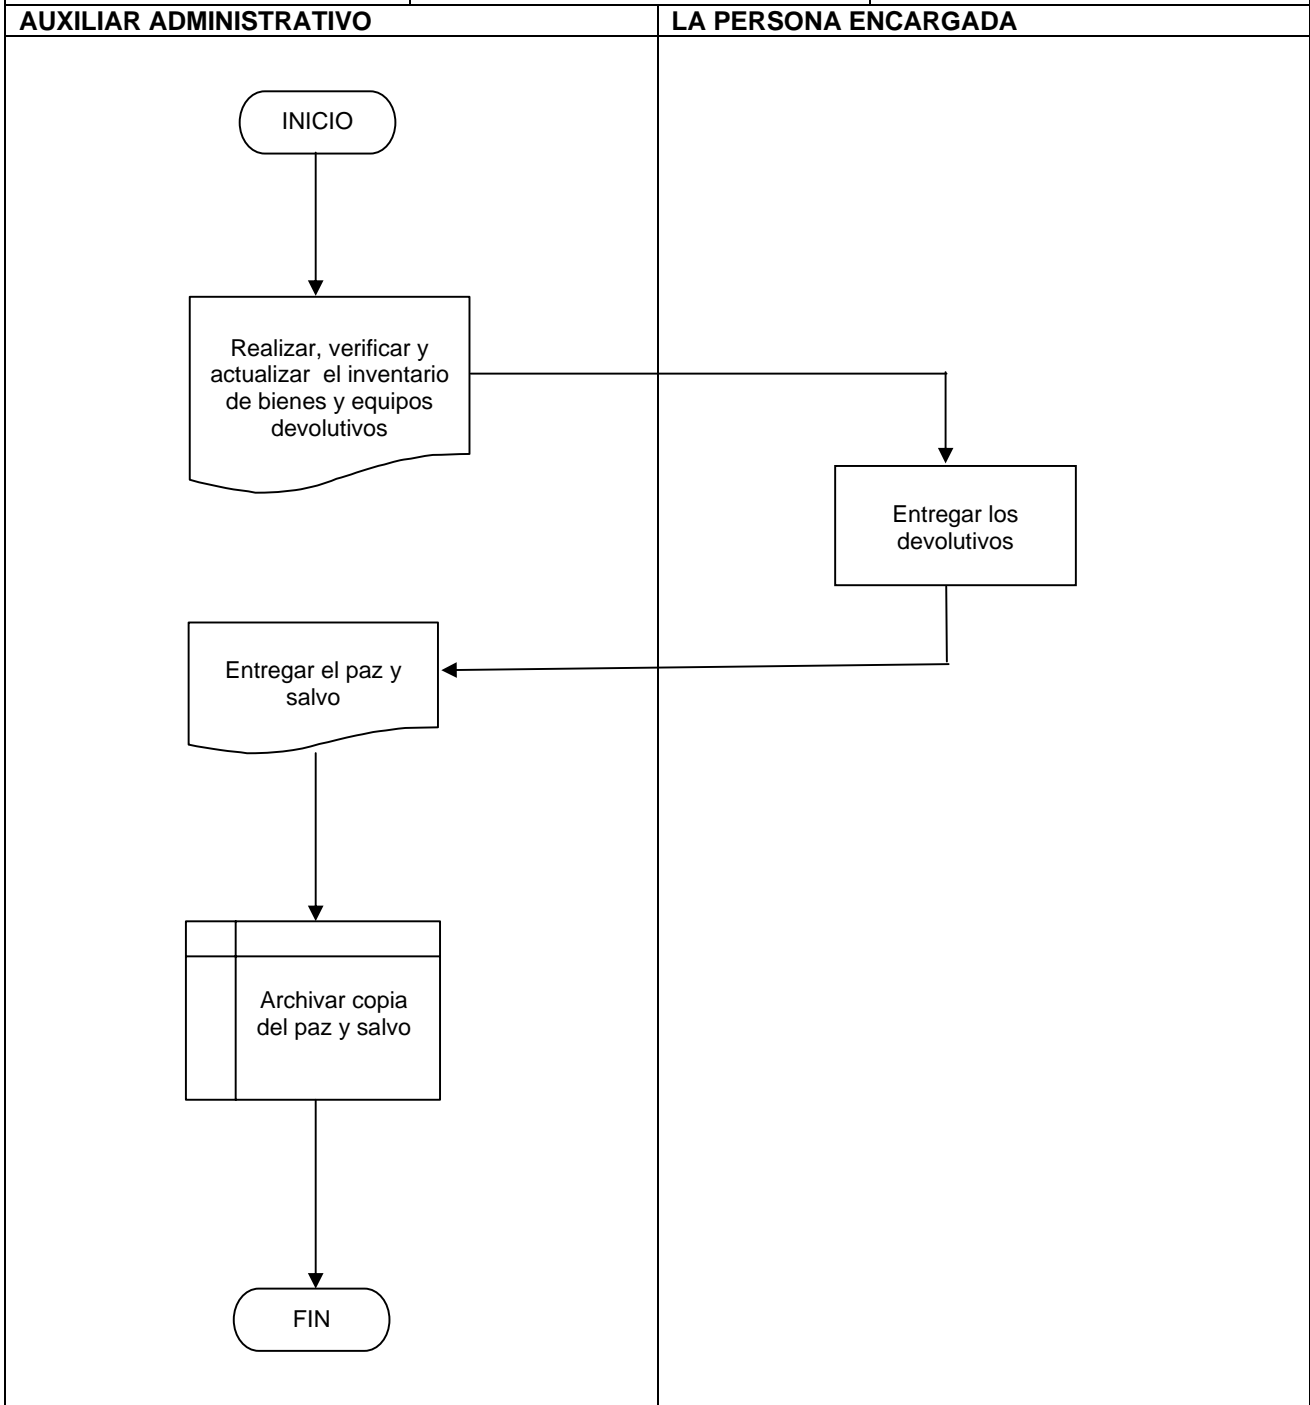 AUXILIAR ADMINISTRATIVO
LA PERSONA ENCARGADA
INICIO
Realizar, verificar y
actualizar  el inventario
de bienes y equipos
devolutivos
Entregar los
devolutivos
Entregar el paz y
salvo
Archivar copia
del paz y salvo
FIN